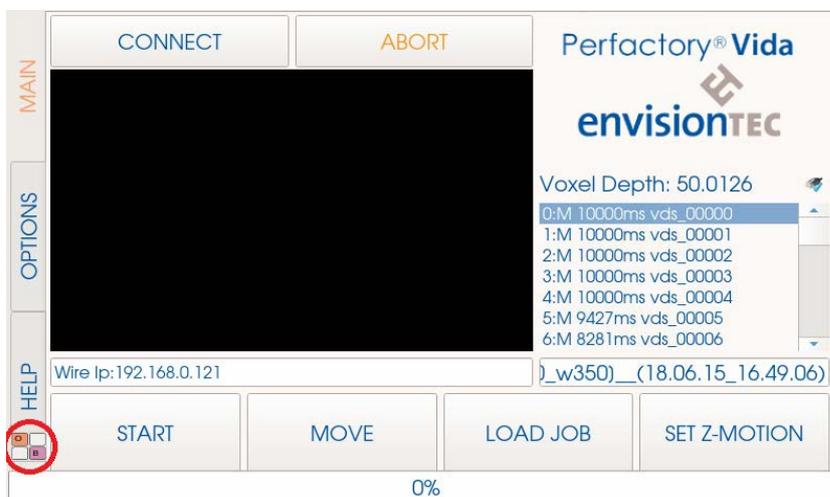 CONNECT
ABORT
Perfactory® Vida
envisionTEC
MAIN
OPTIONS
HELP
Voxel Depth: 50.0126
0:M 10000ms vds_00000
1:M 10000ms vds_00001
2:M 10000ms vds_00002
3:M 10000ms vds_00003
4:M 10000ms vds_00004
5:M 9427ms vds_00005
6:M 8281ms vds_00006
Wire Ip:192.168.0.121
)_w350)__(18.06.15_16.49.06)
O
B
START
MOVE
LOAD JOB
SET Z-MOTION
0%